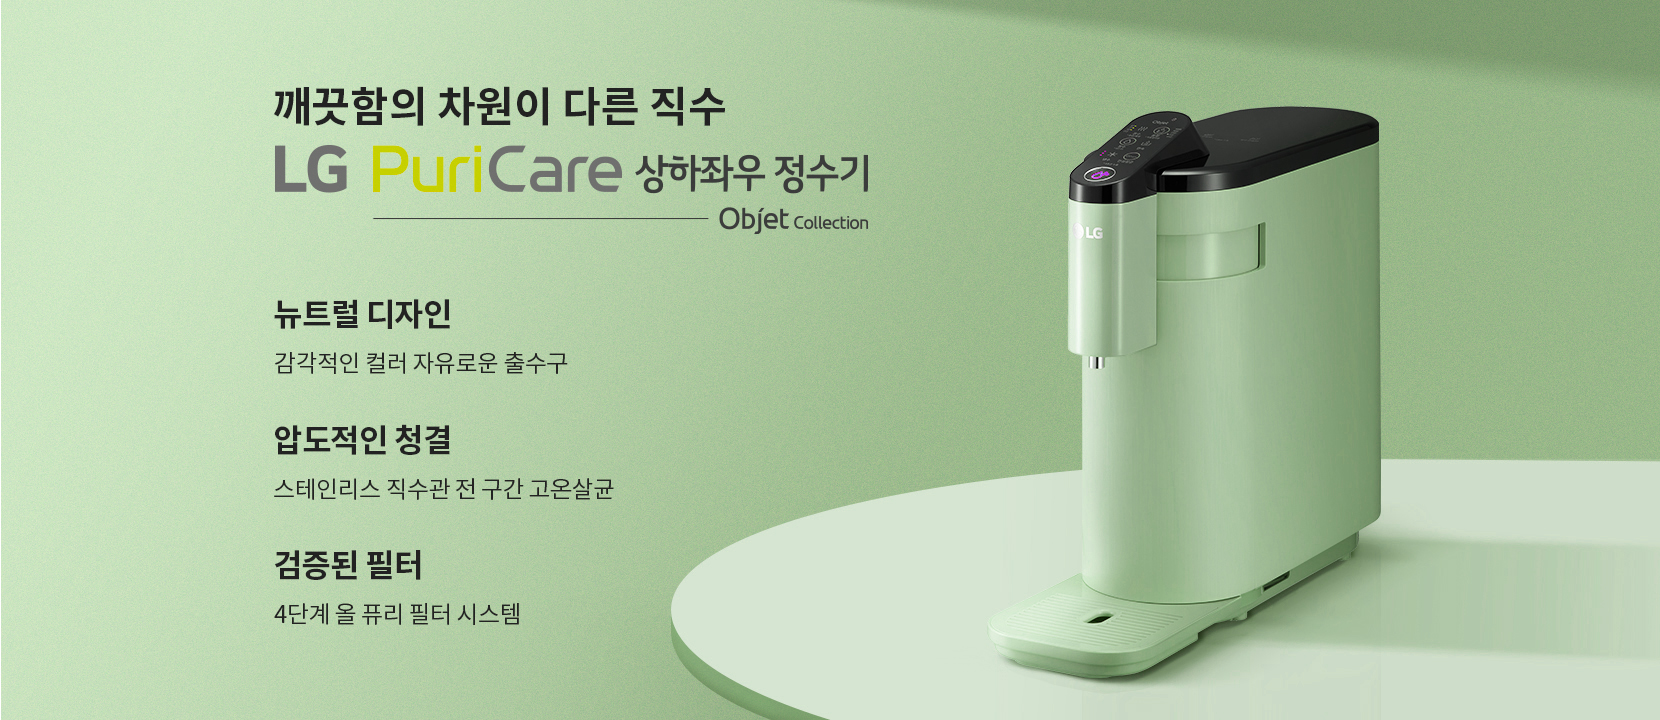 깨끗함의 차원이 다른 직수
LG PuriCare 상하좌우 정수기
Objet Collection
뉴트럴 디자인
감각적인 컬러 자유로운 출수구
압도적인 청결
스테인리스 직수관 전 구간 고온살균
검증된 필터
4단계 올 퓨리 필터 시스템
Objet
LG